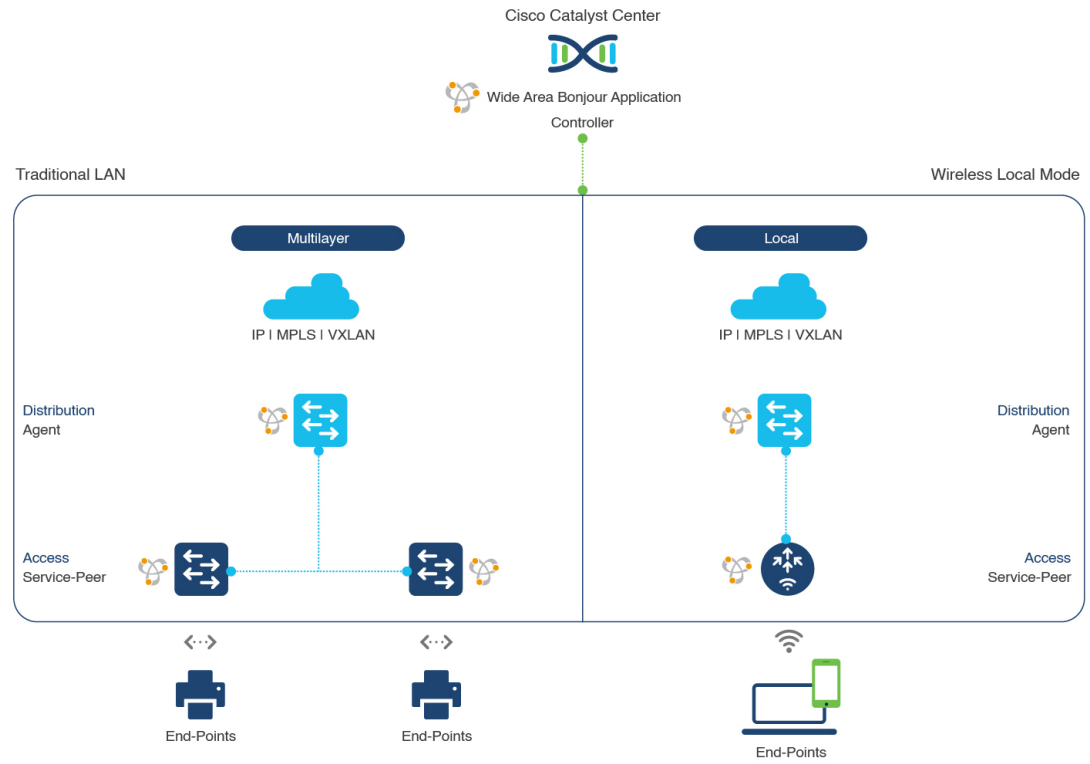 Cisco Catalyst Center
Wide Area Bonjour Application
Controller
Traditional LAN
Wireless Local Mode
Multilayer
Local
IP | MPLS | VXLAN
IP | MPLS | VXLAN
Distribution
Agent
Distribution
Agent
Access
Service-Peer
Access
Service-Peer
End-Points
End-Points
End-Points